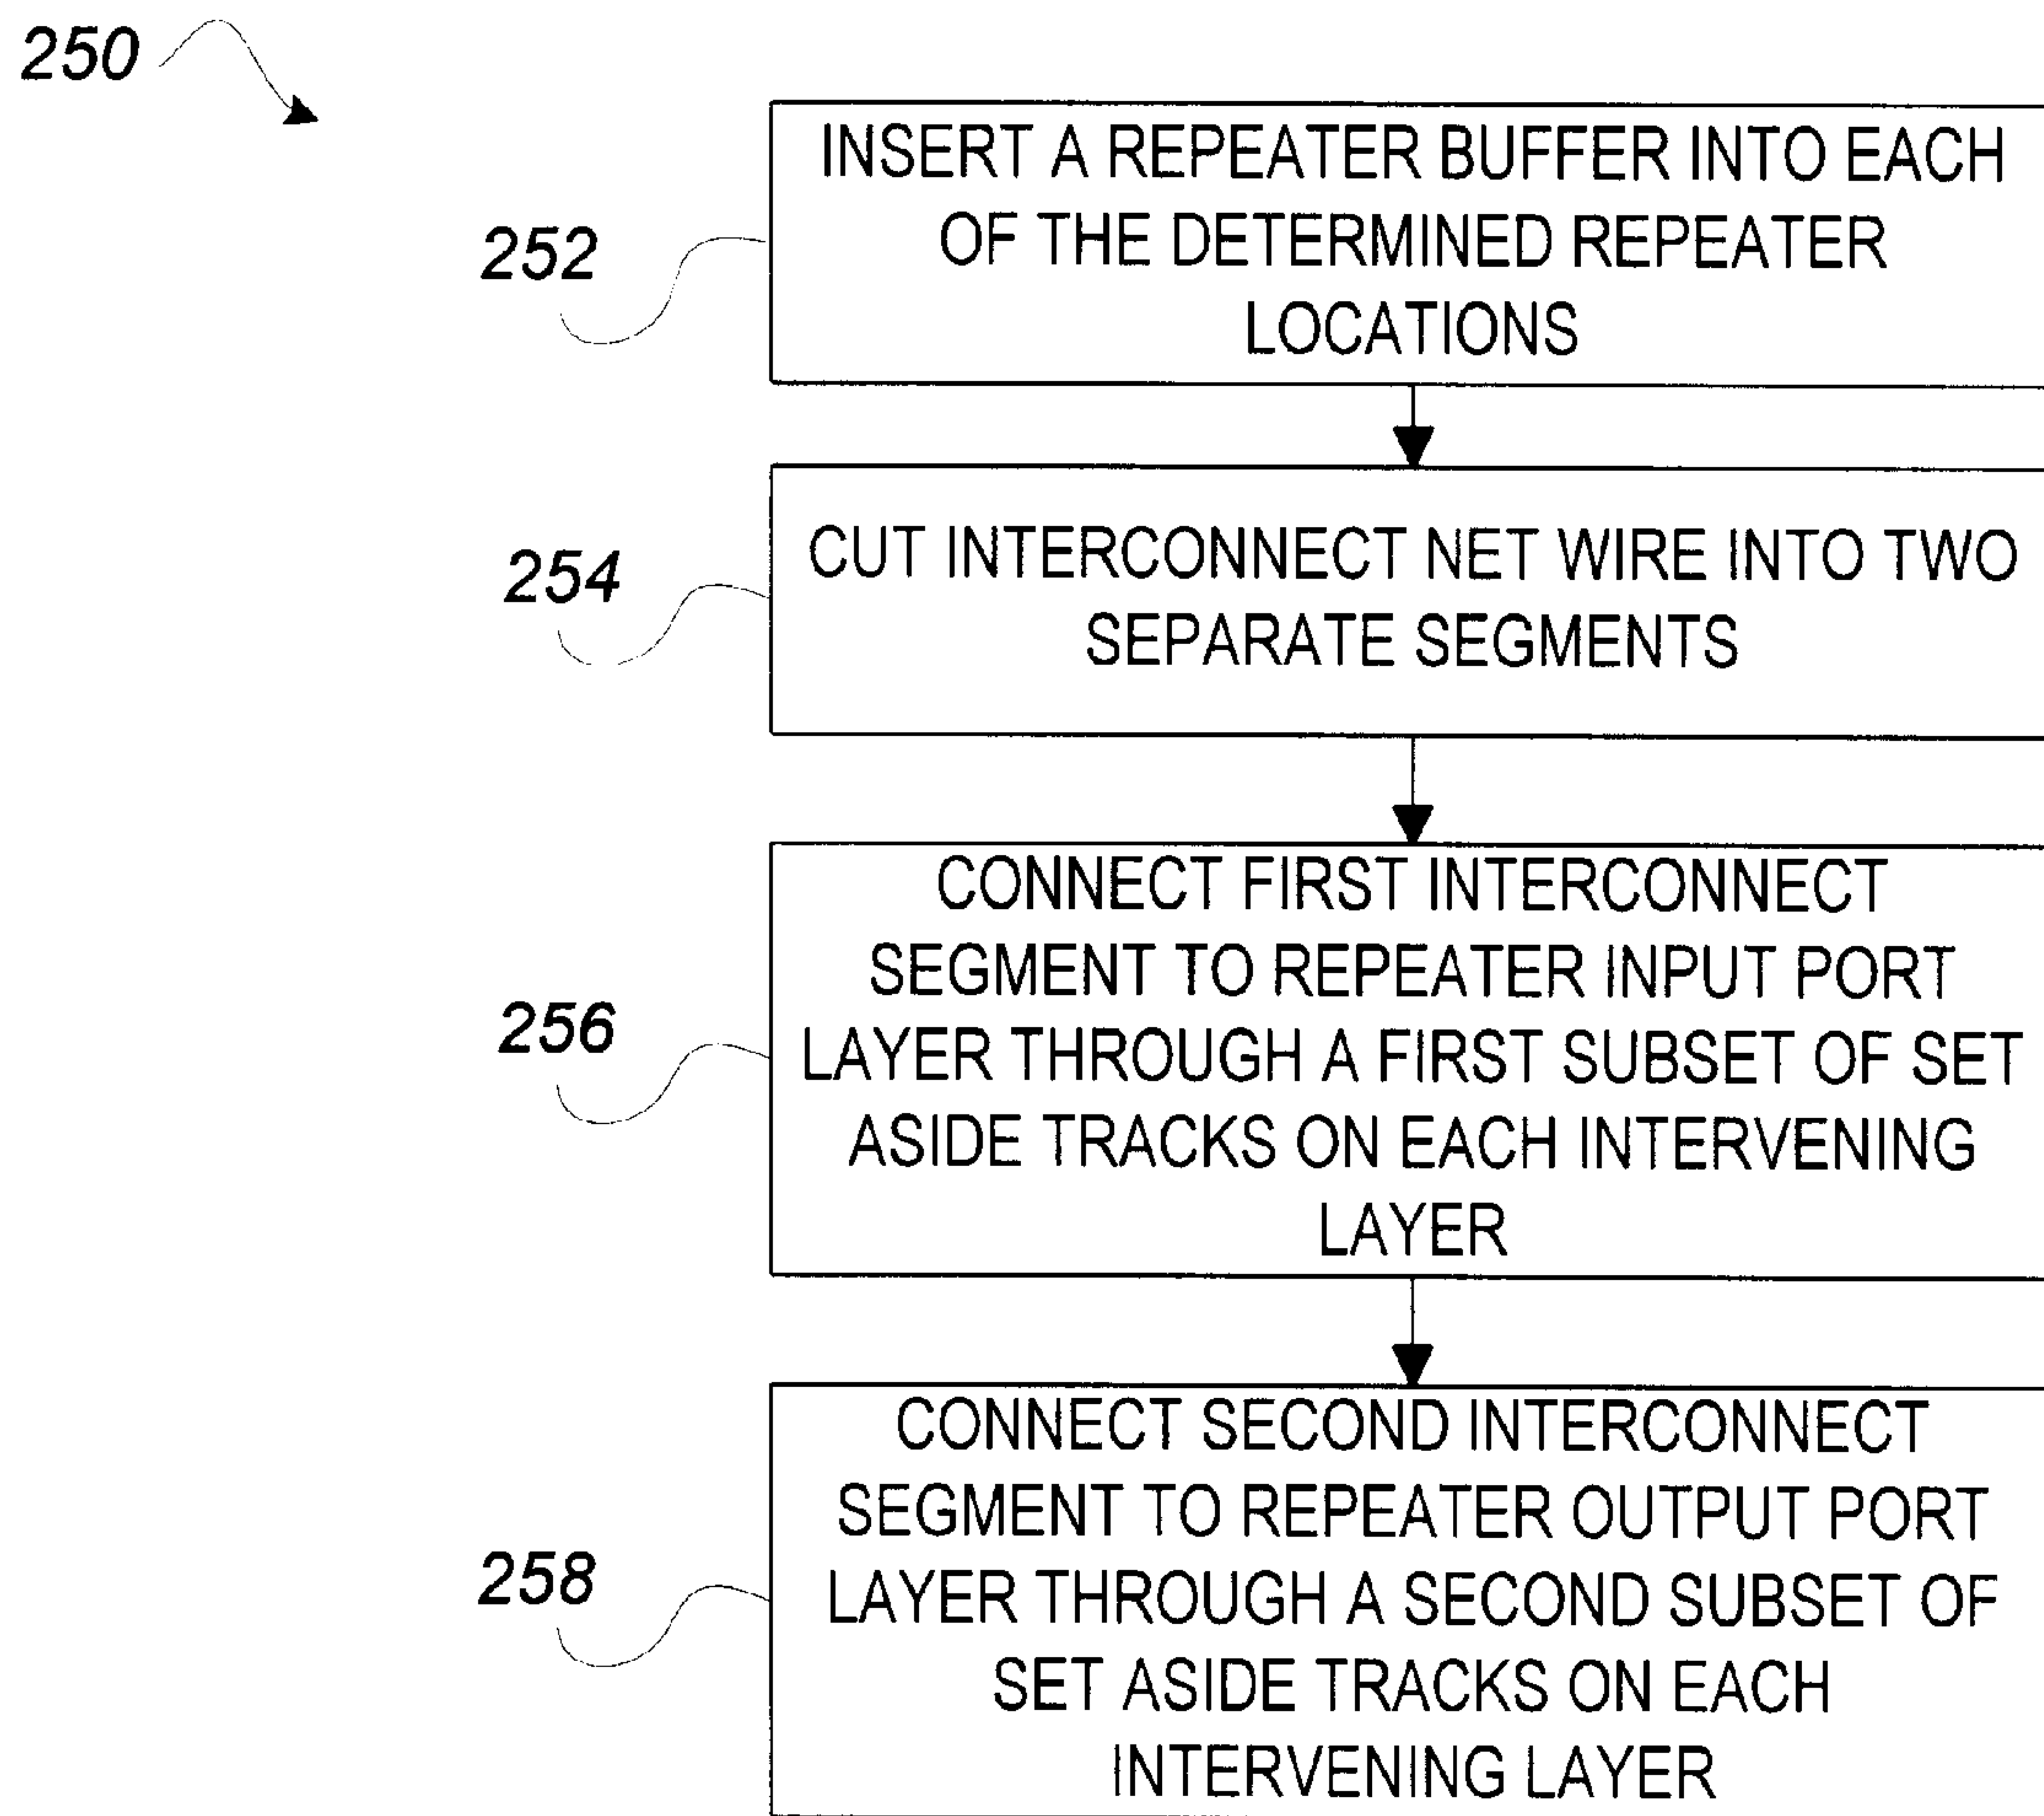 250
252
INSERT A REPEATER BUFFER INTO EACH
OF THE DETERMINED REPEATER
LOCATIONS
254
CUT INTERCONNECT NET WIRE INTO TWO
SEPARATE SEGMENTS
256
CONNECT FIRST INTERCONNECT
SEGMENT TO REPEATER INPUT PORT
LAYER THROUGH A FIRST SUBSET OF SET
ASIDE TRACKS ON EACH INTERVENING
LAYER
258
CONNECT SECOND INTERCONNECT
SEGMENT TO REPEATER OUTPUT PORT
LAYER THROUGH A SECOND SUBSET OF
SET ASIDE TRACKS ON EACH
INTERVENING LAYER